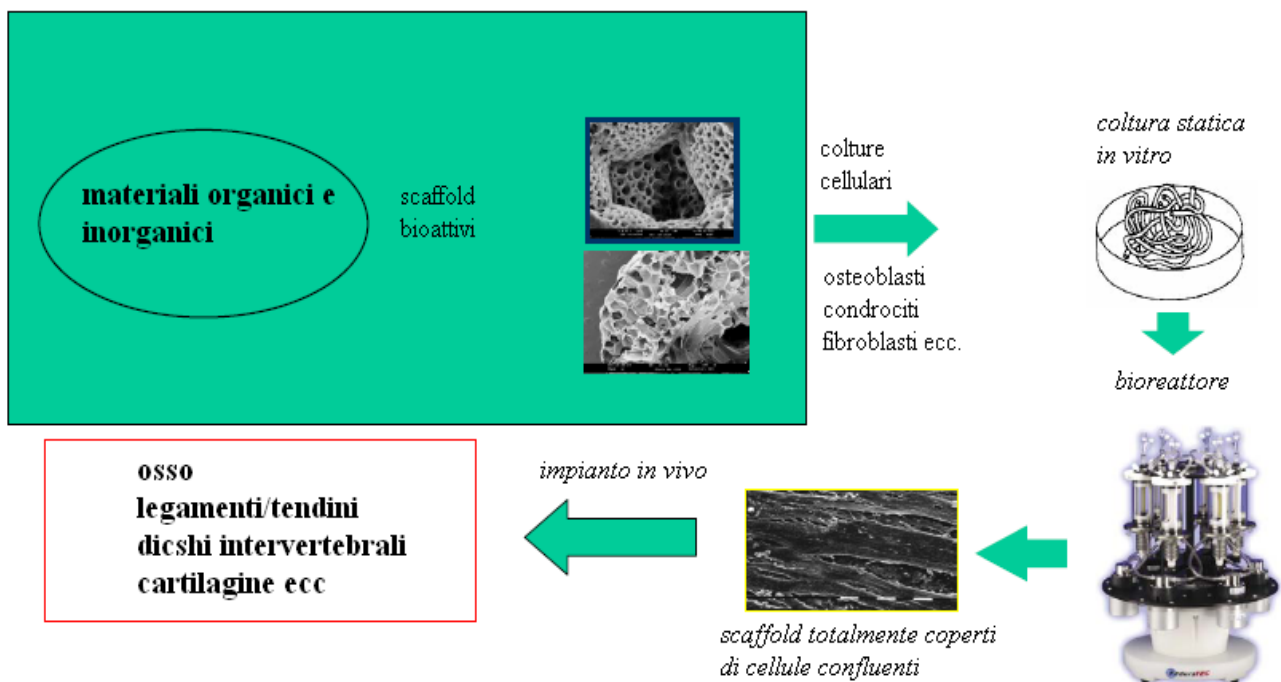 materiali organici e
inorganici
scaffold
bioattivi
colture
cellulari
osteoblasti
condrociti
fibroblasti ecc.
coltura statica
in vitro
bioreattore
scaffold totalmente coperti
di cellule confluenti
impianto in vivo
osso
legamenti/tendini
dicshi intervertebrali
cartilagine ecc